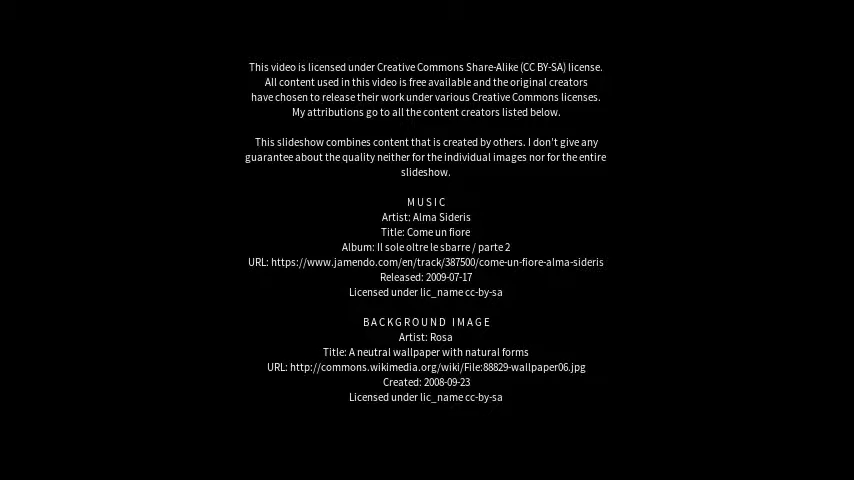 This video is licensed under Creative Commons Share-Alike (CC BY-SA) license.
All content used in this video is free available and the original creators
have chosen to release their work under various Creative Commons licenses.
My attributions go to all the content creators listed below.
This slideshow combines content that is created by others. I don't give any
guarantee about the quality neither for the individual images nor for the entire
slideshow.
MUSIC
Artist: Alma Sideris
Title: Come un fiore
Album: Il sole oltre le sbarre / parte 2
URL: https://www.jamendo.com/en/track/387500/come-un-fiore-alma-sideris
Released: 2009-07-17
Licensed under lic_name cc-by-sa
BACKGROUND IMAGE
Artist: Rosa
Title: A neutral wallpaper with natural forms
URL: http://commons.wikimedia.org/wiki/File:88829-wallpaper06.jpg
Created: 2008-09-23
Licensed under lic_name cc-by-sa